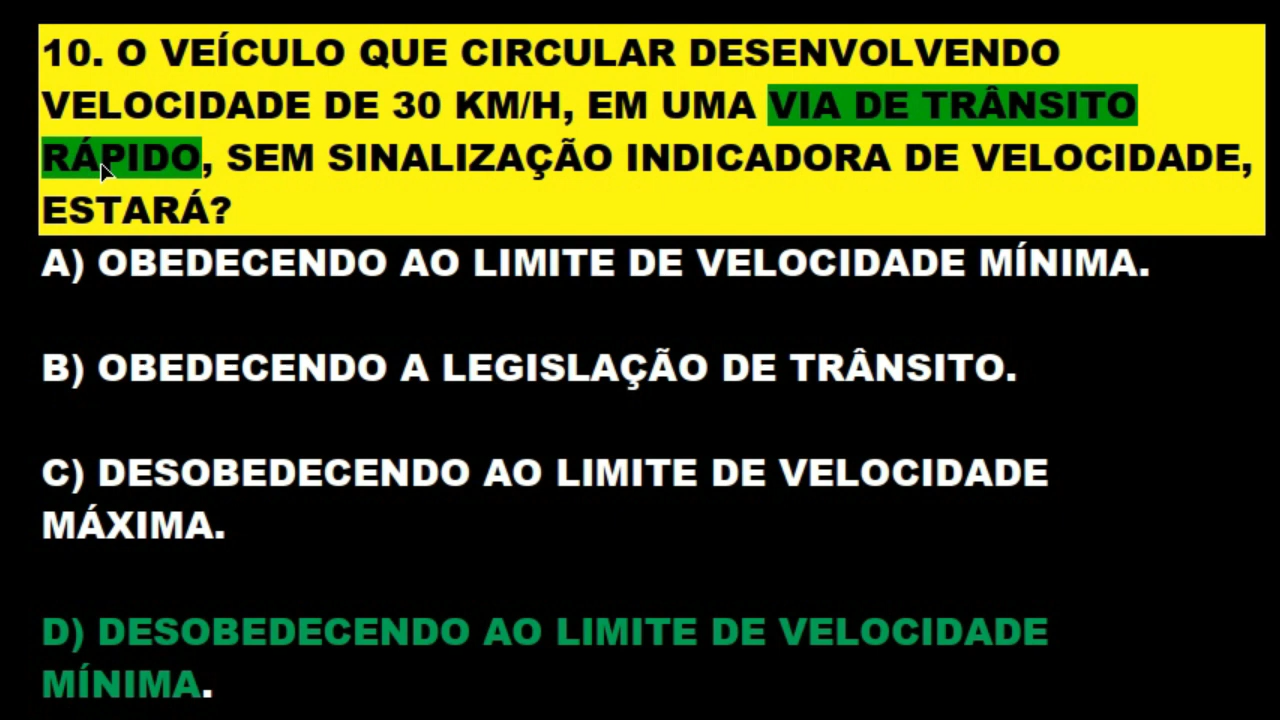 10. O VEÍCULO QUE CIRCULAR DESENVOLVENDO
VELOCIDADE DE 30 KM/H, EM UMA VIA DE TRÂNSITO
RÁPIDO, SEM SINALIZAÇÃO INDICADORA DE VELOCIDADE,
ESTARÁ?
A) OBEDECENDO AO LIMITE DE VELOCIDADE MÍNIMA.
B) OBEDECENDO A LEGISLAÇÃO DE TRÂNSITO.
C) DESOBEDECENDO AO LIMITE DE VELOCIDADE
MÁXIMA.
D) DESOBEDECENDO AO LIMITE DE VELOCIDADE
MÍNIMA.